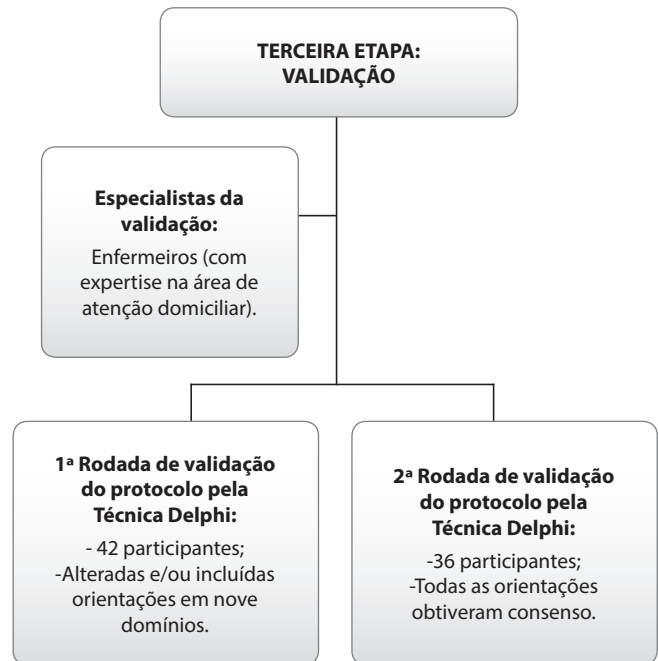 TERCEIRA ETAPA:
VALIDAÇÃO
Especialistas da
validação:
Enfermeiros (com
expertise na área de
atenção domiciliar).
1ª Rodada de validação
do protocolo pela
Técnica Delphi:
- 42 participantes;
-Alteradas e/ou incluídas
orientações em nove
domínios.
2ª Rodada de validação
do protocolo pela
Técnica Delphi:
-36 participantes;
-Todas as orientações
obtiveram consenso.